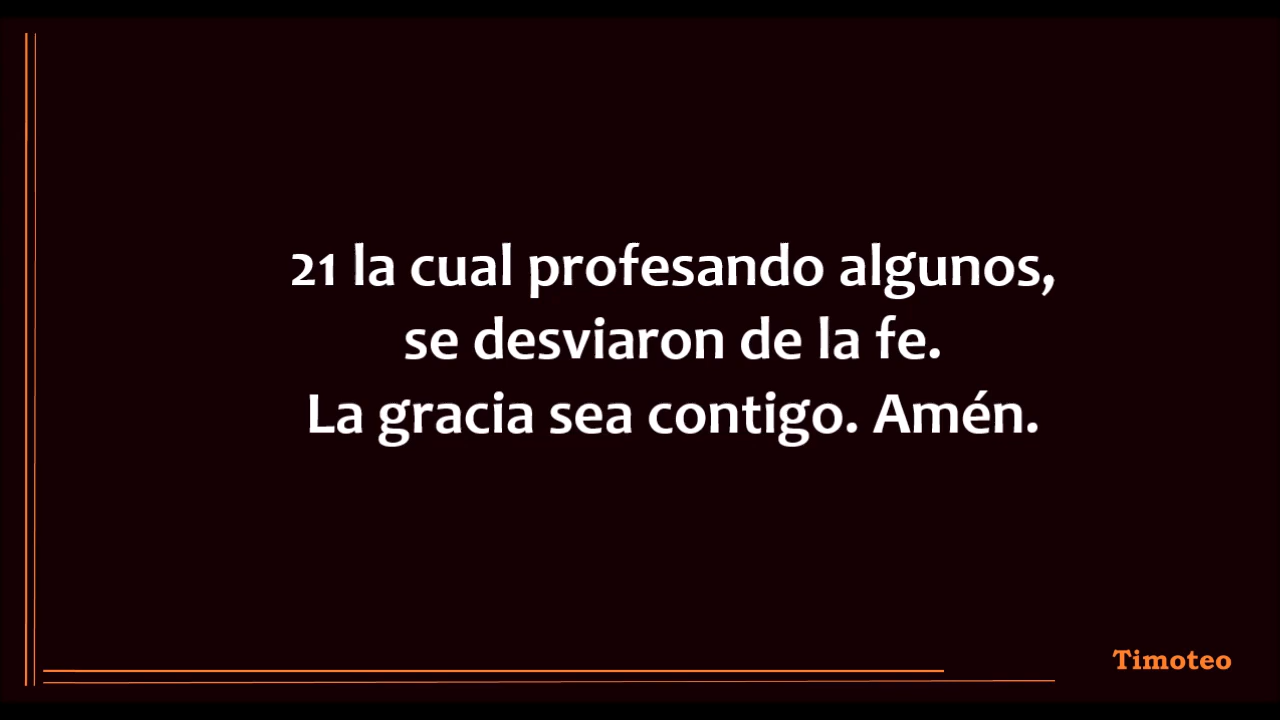 21 la cual profesando algunos,
se desviaron de la fe.
La gracia sea contigo. Amén.
Timoteo